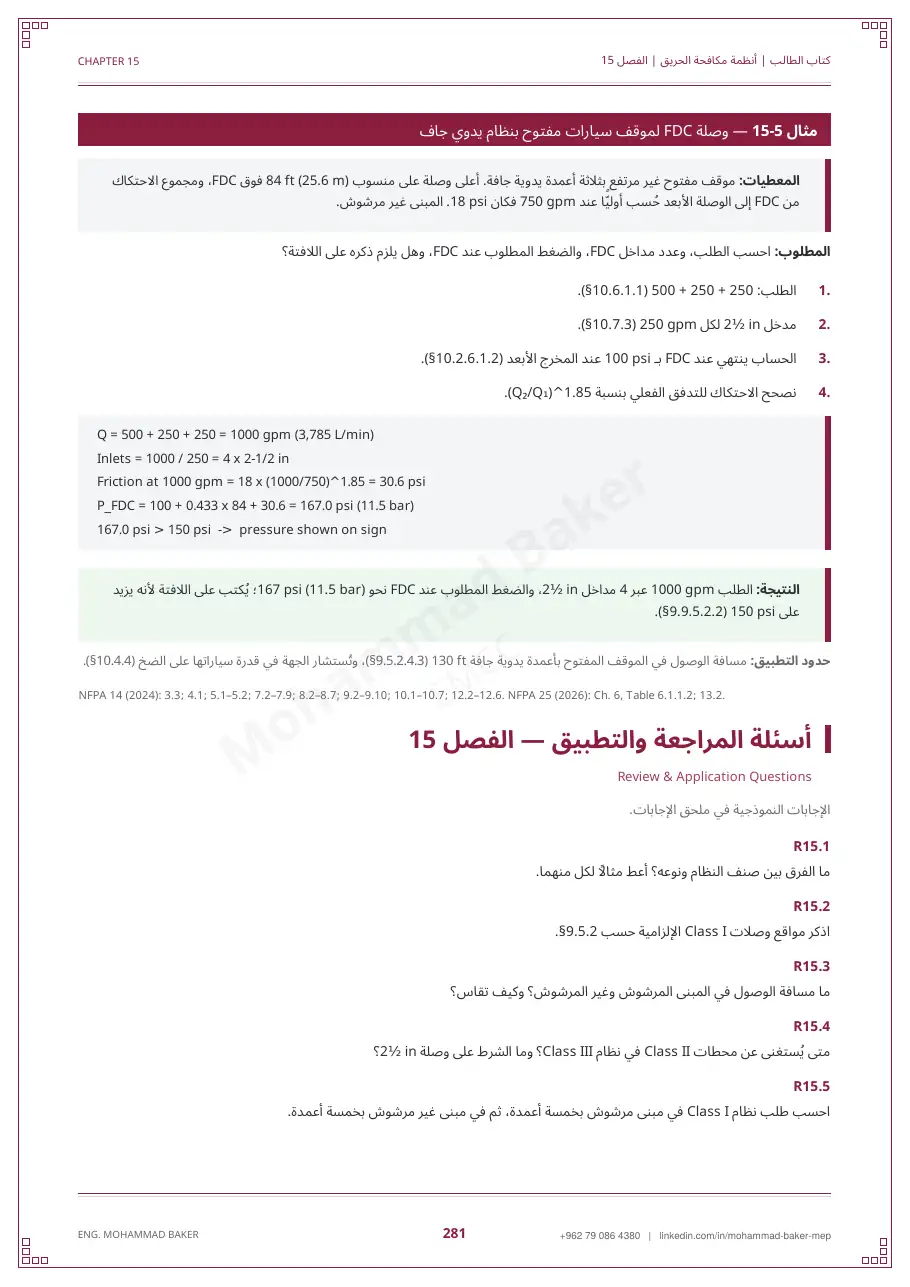 CHAPTER 15
كتاب الطالب | أنظمة مكافحة الحريق | الفصل 15
مثال 5-15 — وصلة FDC لموقف سيارات مفتوح بنظام يدوي جاف
المعطيات: موقف مفتوح غير مرتفع بثلاثة أعمدة يدوية جافة. أعلى وصلة على منسوب 84 ft (25.6 m) فوق FDC، ومجموع الاحتكاك
من FDC إلى الوصلة الأبعد حُسب أوليًا عند 750 gpm فكان 18 psi. المبنى غير مرشوش.
المطلوب: احسب الطلب، وعدد مداخل FDC، والضغط المطلوب عند FDC، وهل يلزم ذكره على اللافتة؟
1. الطلب: 250 + 250 + 500 (§10.6.1.1).
2. مدخل 2½ in لكل 250 gpm (§10.7.3).
3. الحساب ينتهي عند FDC بـ 100 psi عند المخرج الأبعد (§10.2.6.1.2).
4. نصحح الاحتكاك للتدفق الفعلي بنسبة (Q₂/Q₁)^1.85.
Q = 500 + 250 + 250 = 1000 gpm (3,785 L/min)
Inlets = 1000 / 250 = 4 x 2-1/2 in
Friction at 1000 gpm = 18 x (1000/750)^1.85 = 30.6 psi
P_FDC = 100 + 0.433 x 84 + 30.6 = 167.0 psi (11.5 bar)
167.0 psi > 150 psi -> pressure shown on sign
النتيجة: الطلب 1000 gpm عبر 4 مداخل 2½ in، والضغط المطلوب عند FDC نحو 167 psi (11.5 bar)؛ يُكتب على اللافتة لأنه يزيد
على 150 psi (§9.9.5.2.2).
حدود التطبيق: مسافة الوصول في الموقف المفتوح بأعمدة يدوية جافة 130 ft (§9.5.2.4.3)، وتُستشار الجهة في قدرة سياراتها على الضخ (§10.4.4).
NFPA 14 (2024): 3.3; 4.1; 5.1–5.2; 7.2–7.9; 8.2–8.7; 9.2–9.10; 10.1–10.7; 12.2–12.6. NFPA 25 (2026): Ch. 6, Table 6.1.1.2; 13.2.
Mohammad Baker
أسئلة المراجعة والتطبيق — الفصل 15
Review & Application Questions
الإجابات النموذجية في ملحق الإجابات.
R15.1
ما الفرق بين صنف النظام ونوعه؟ أعط مثالًا لكل منهما.
R15.2
اذكر مواقع وصلات Class I الإلزامية حسب §9.5.2.
R15.3
ما مسافة الوصول في المبنى المرشوش وغير المرشوش؟ وكيف تقاس؟
R15.4
متى يُستغنى عن محطات Class II في نظام Class III؟ وما الشرط على وصلة 2½ in؟
R15.5
احسب طلب نظام Class I في مبنى مرشوش بخمسة أعمدة، ثم في مبنى غير مرشوش بخمسة أعمدة.
ENG. MOHAMMAD BAKER
281
+962 79 086 4380 | linkedin.com/in/mohammad-baker-mep